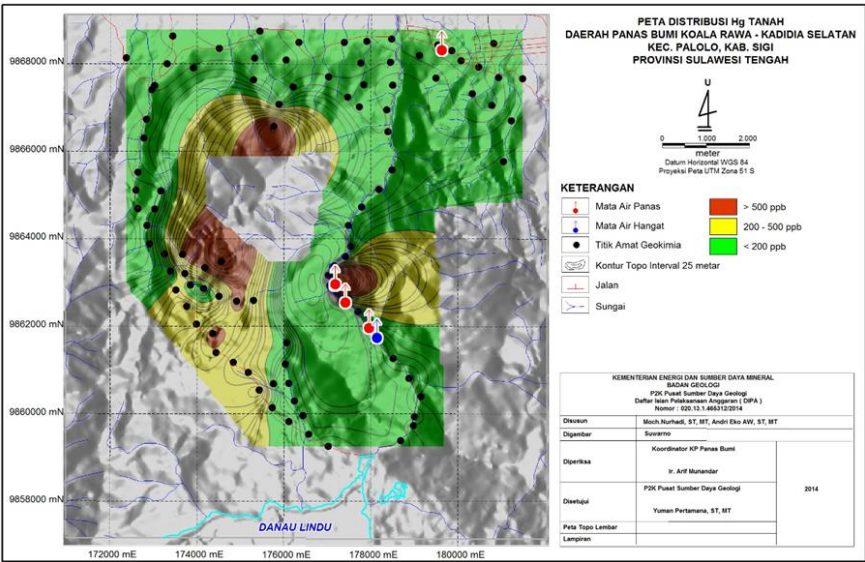 PETA DISTRIBUSI Hg TANAH
DAERAH PANAS BUMI KOALA RAWA - KADIDIA SELATAN
KEC. PALOLO, KAB. SIGI
PROVINSI SULAWESI TENGAH
U
0 1.000 2.000
meter
Datum Horizontal WGS 84
Proyeksi Peta UTM Zona 51 S
KETERANGAN
Mata Air Panas
Mata Air Hangat
Titik Amat Geokimia
Kontur Topo Interval 25 metar
Jalan
Sungai
> 500 ppb
200 - 500 ppb
< 200 ppb
9868000 mN
9866000 mN
9864000 mN
9862000 mN
9860000 mN
9858000 mN
DANAU LINDU
172000 mE 174000 mE 176000 mE 178000 mE 180000 mE
KEMENTERIAN ENERGI DAN SUMBER DAYA MINERAL
BADAN GEOLOGI
P2K Pusat Sumber Daya Geologi
Daftar Isian Pelaksanaan Anggaran ( DIPA )
Nomor : 020.13.1.465312/2014
Disusun Moch.Nurhadi, ST, MT, Andri Eko AW, ST, MT
Digambar Suwarno
Diperiksa
Koordinator KP Panas Bumi
Ir. Arif Munandar
Disetujui
P2K Pusat Sumber Daya Geologi
Yuman Pertamana, ST, MT
2014
Peta Topo Lembar
Lampiran